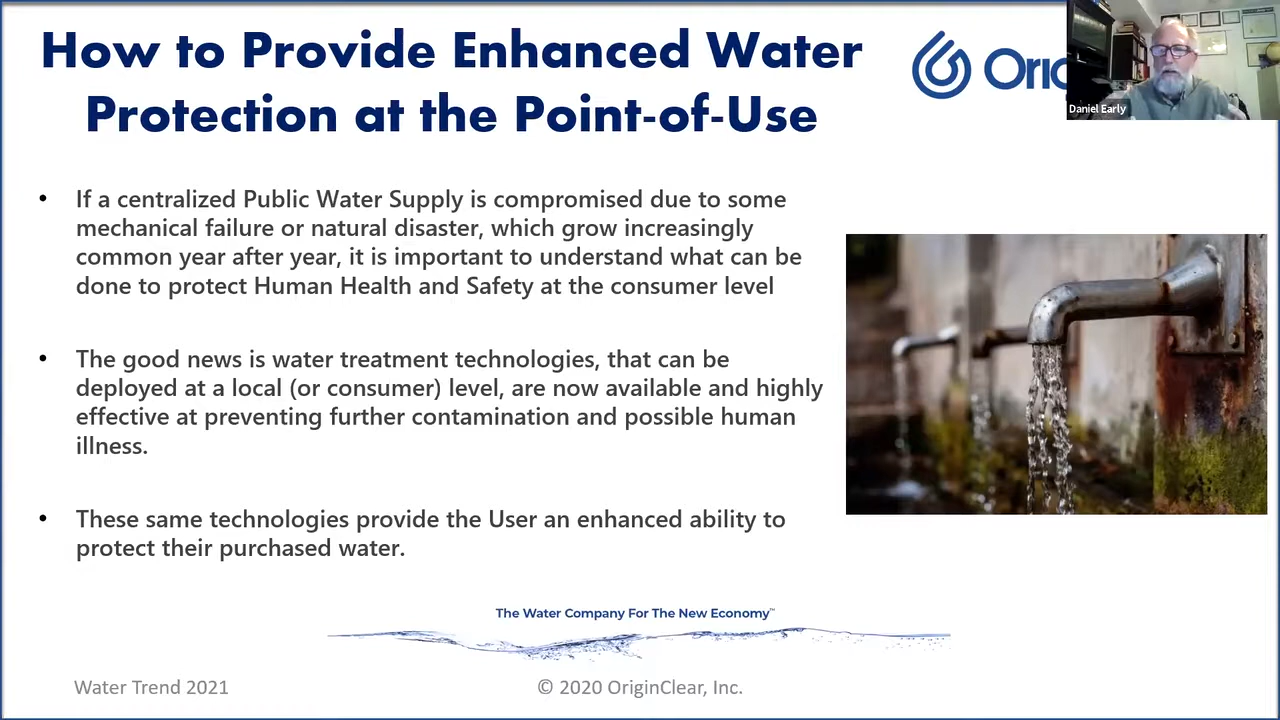 How to Provide Enhanced Water
Protection at the Point-of-Use
Daniel Early
• If a centralized Public Water Supply is compromised due to some
mechanical failure or natural disaster, which grow increasingly
common year after year, it is important to understand what can be
done to protect Human Health and Safety at the consumer level
• The good news is water treatment technologies, that can be
deployed at a local (or consumer) level, are now available and highly
effective at preventing further contamination and possible human
illness.
• These same technologies provide the User an enhanced ability to
protect their purchased water.
The Water Company For The New Economy™
Water Trend 2021
© 2020 OriginClear, Inc.